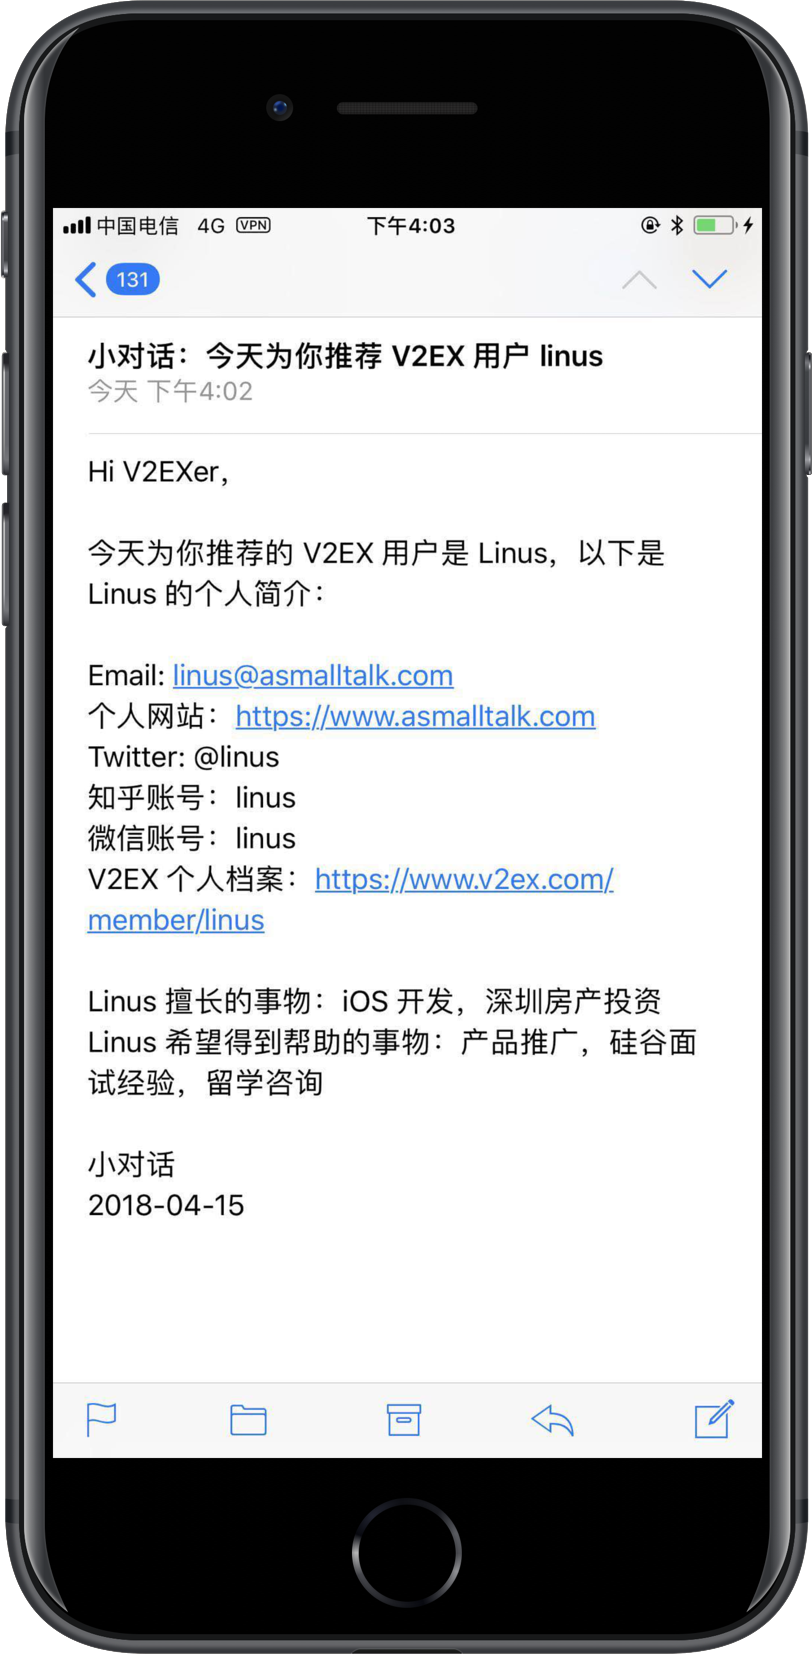 中国电信 4G VPN 下午4:03
131
小对话：今天为你推荐 V2EX 用户 linus
今天 下午4:02
Hi V2EXer，
今天为你推荐的 V2EX 用户是 Linus，以下是
Linus 的个人简介：
Email: linus@asmalltalk.com
个人网站：https://www.asmalltalk.com
Twitter: @linus
知乎账号：linus
微信账号：linus
V2EX 个人档案：https://www.v2ex.com/
member/linus
Linus 擅长的事物：iOS 开发，深圳房产投资
Linus 希望得到帮助的事物：产品推广，硅谷面
试经验，留学咨询
小对话
2018-04-15